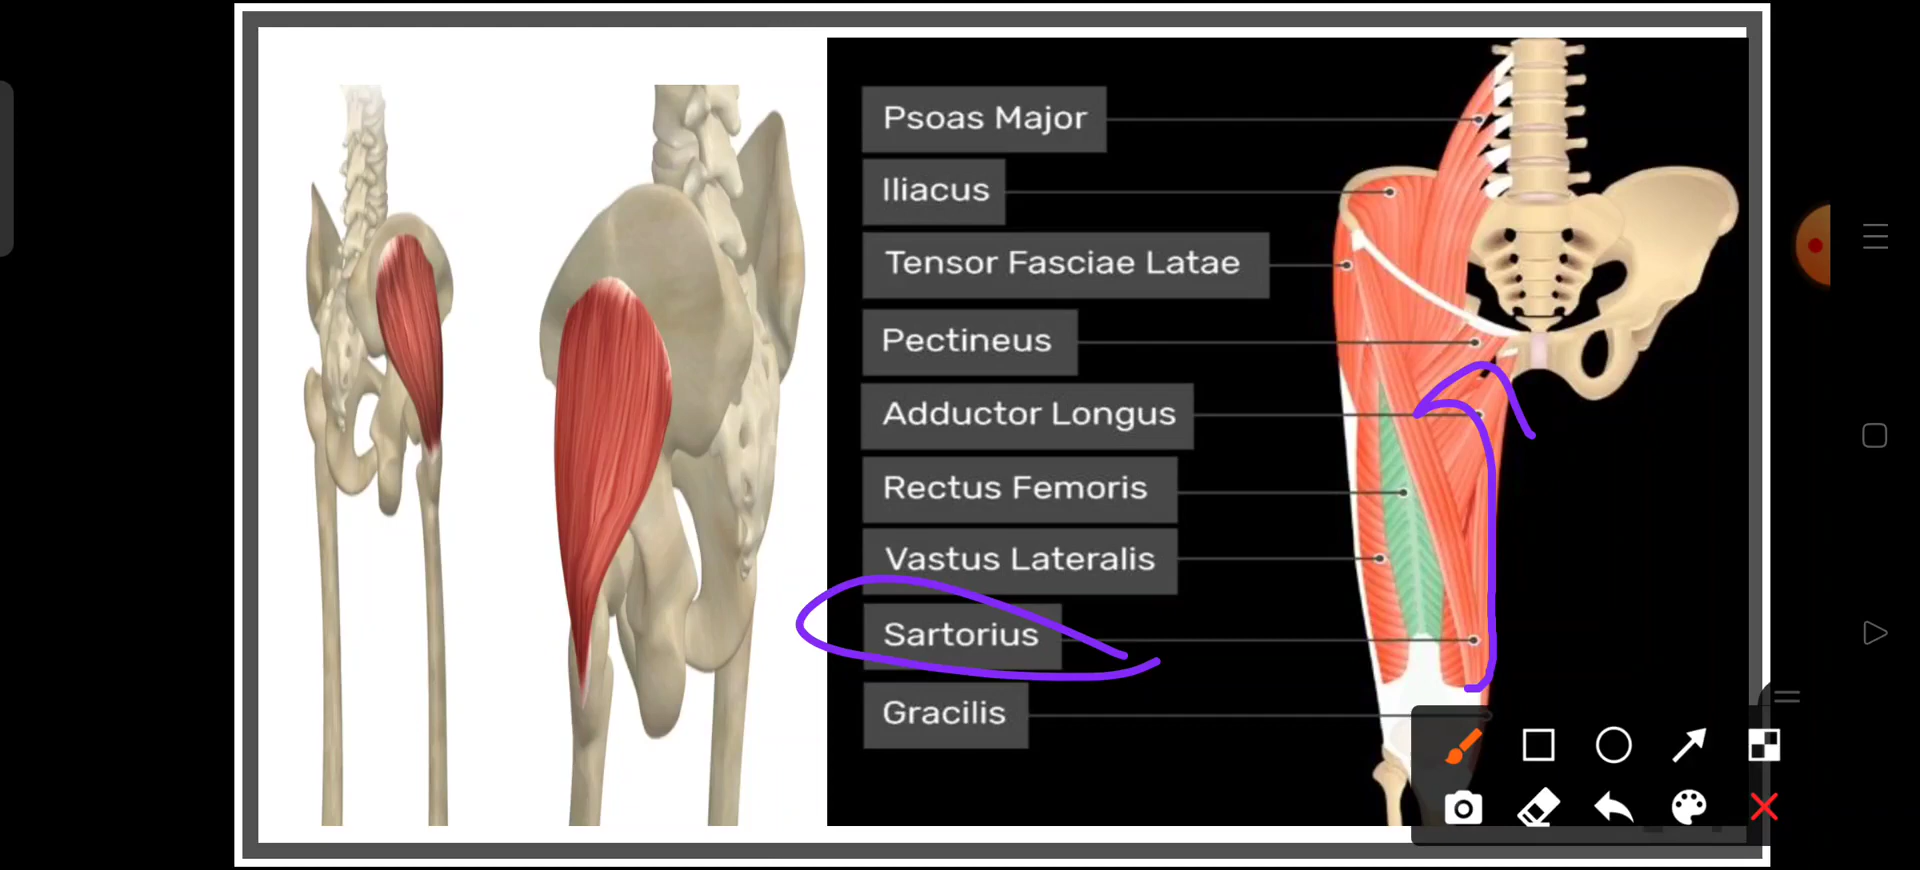 Psoas Major
Iliacus
Tensor Fasciae Latae
Pectineus
Adductor Longus
Rectus Femoris
Vastus Lateralis
Sartorius
Gracilis